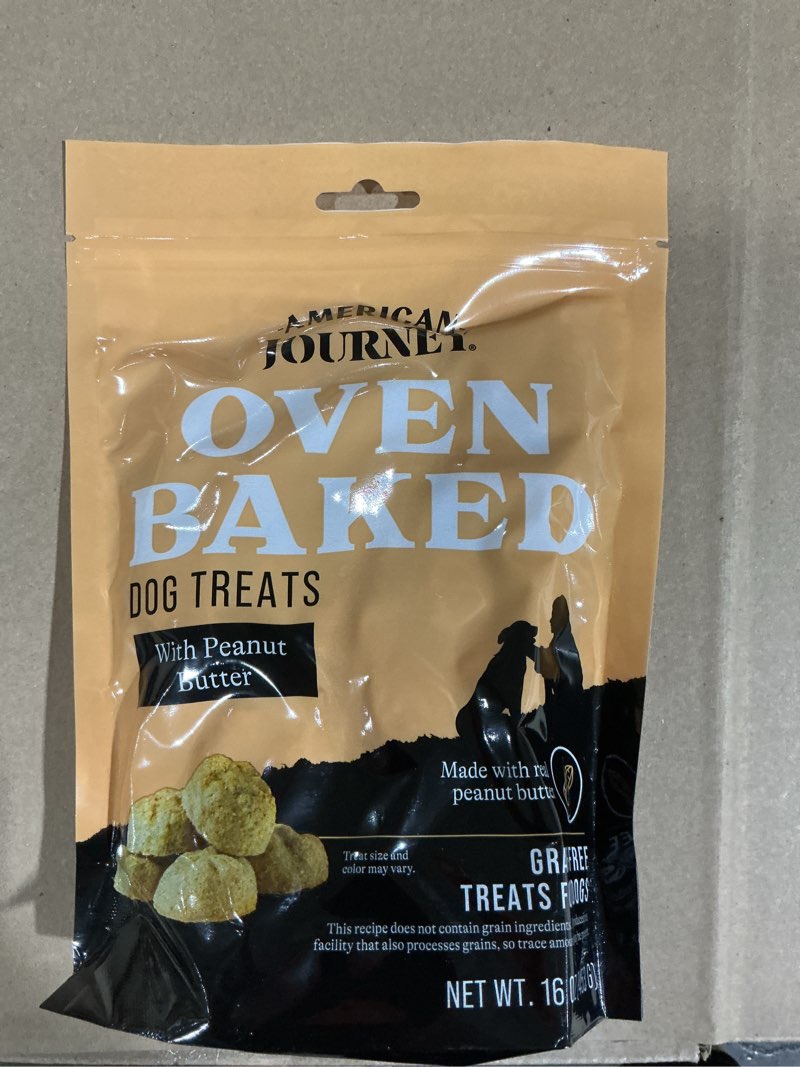 AMERICAN
JOURNEY®
OVEN
BAKED
DOG TREATS
With Peanut
Butter
Made with
peanut
Treat size and
color may vary.
TREATS
This recipe does not contain grain
facility that also processes grains, so trace
NET WT. 16